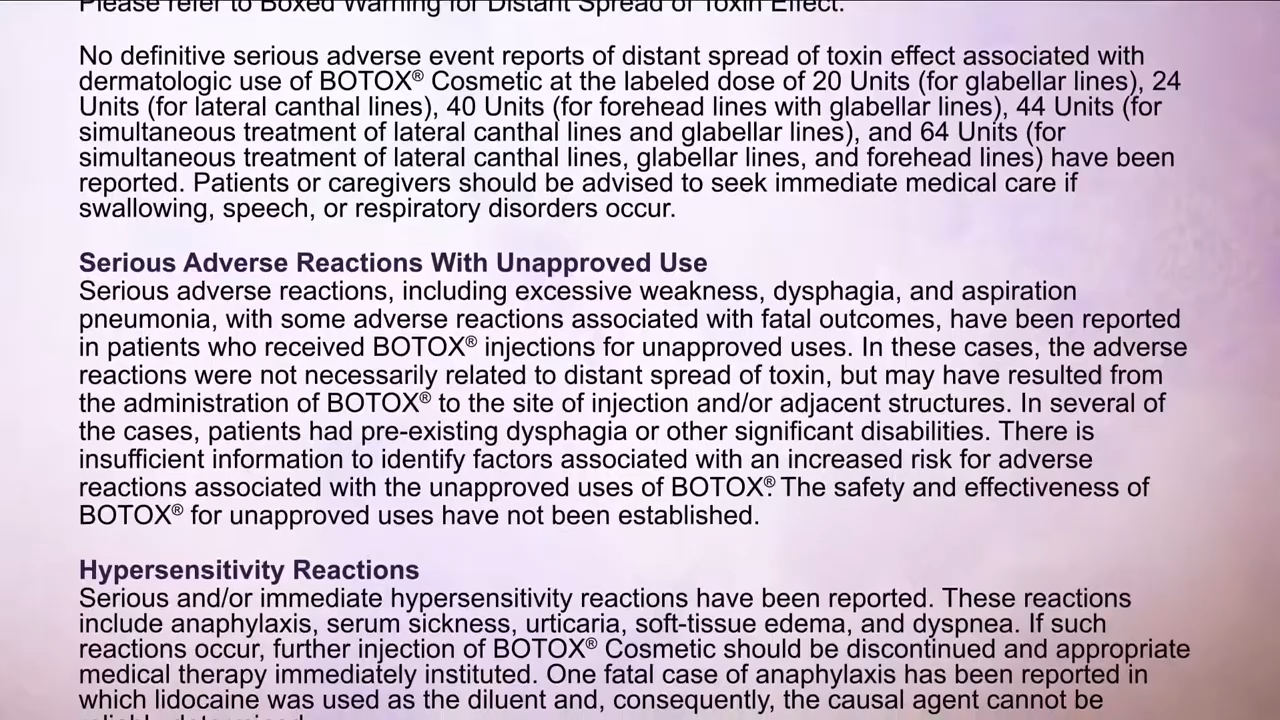 Please refer to Boxed Warning for Distant Spread of Toxin Effect.
No definitive serious adverse event reports of distant spread of toxin effect associated with
dermatologic use of BOTOX® Cosmetic at the labeled dose of 20 Units (for glabellar lines), 24
Units (for lateral canthal lines), 40 Units (for forehead lines with glabellar lines), 44 Units (for
simultaneous treatment of lateral canthal lines and glabellar lines), and 64 Units (for
simultaneous treatment of lateral canthal lines, glabellar lines, and forehead lines) have been
reported. Patients or caregivers should be advised to seek immediate medical care if
swallowing, speech, or respiratory disorders occur.
Serious Adverse Reactions With Unapproved Use
Serious adverse reactions, including excessive weakness, dysphagia, and aspiration
pneumonia, with some adverse reactions associated with fatal outcomes, have been reported
in patients who received BOTOX® injections for unapproved uses. In these cases, the adverse
reactions were not necessarily related to distant spread of toxin, but may have resulted from
the administration of BOTOX® to the site of injection and/or adjacent structures. In several of
the cases, patients had pre-existing dysphagia or other significant disabilities. There is
insufficient information to identify factors associated with an increased risk for adverse
reactions associated with the unapproved uses of BOTOX®. The safety and effectiveness of
BOTOX® for unapproved uses have not been established.
Hypersensitivity Reactions
Serious and/or immediate hypersensitivity reactions have been reported. These reactions
include anaphylaxis, serum sickness, urticaria, soft-tissue edema, and dyspnea. If such
reactions occur, further injection of BOTOX® Cosmetic should be discontinued and appropriate
medical therapy immediately instituted. One fatal case of anaphylaxis has been reported in
which lidocaine was used as the diluent and, consequently, the causal agent cannot be